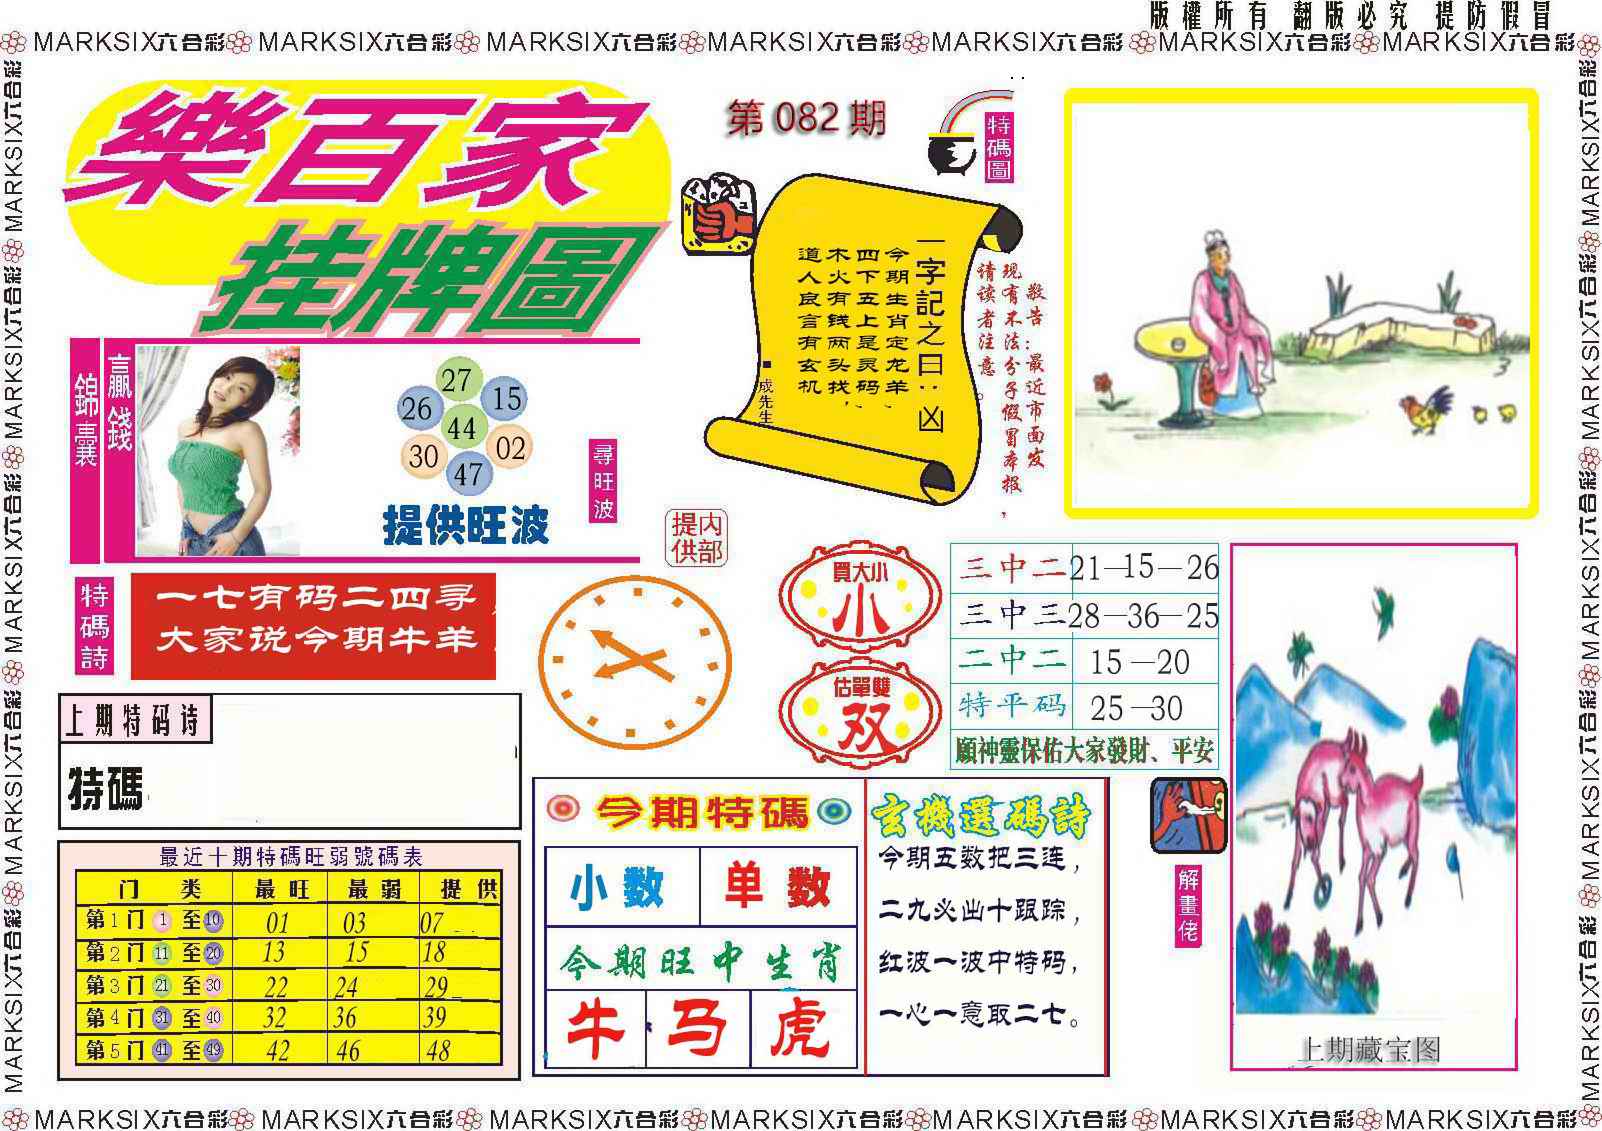 版權所有 翻版必究 提防假冒
MARKSIX六合彩 MARKSIX六合彩 MARKSIX六合彩 MARKSIX六合彩 MARKSIX六合彩 MARKSIX六合彩 MARKSIX六合彩
樂百家
挂牌圖
第082期
特碼圖
一字記之曰：凶
今期生肖定龙羊，
四下五上是灵码
木火有钱两头找，
道人良言有玄机
■成先生
敬告：最近市面发
现有不法分子假冒本报，
请读者注意。
錦囊
贏錢
27
26
15
44
30
02
47
提供旺波
尋旺波
内部
提供
特碼詩
一七有码二四寻
大家说今期牛羊
買大小
小
估單雙
双
三中二 21—15—26
三中三 28—36—25
二中二 15—20
特平码 25—30
願神靈保佑大家發財、平安
上期特码诗
特碼
最近十期特碼旺弱號碼表
门 类 最旺 最弱 提供
第1门 1 至 10 01 03 07
第2门 11 至 20 13 15 18
第3门 21 至 30 22 24 29
第4门 31 至 40 32 36 39
第5门 41 至 49 42 46 48
今期特碼
小数 单数
今期旺中生肖
牛 马 虎
玄機選碼詩
今期五数把三连，
二九必出十跟踪，
红波一波中特码，
一心一意取二七。
解畫佬
上期藏宝图
MARKSIX六合彩 MARKSIX六合彩 MARKSIX六合彩 MARKSIX六合彩 MARKSIX六合彩 MARKSIX六合彩 MARKSIX六合彩